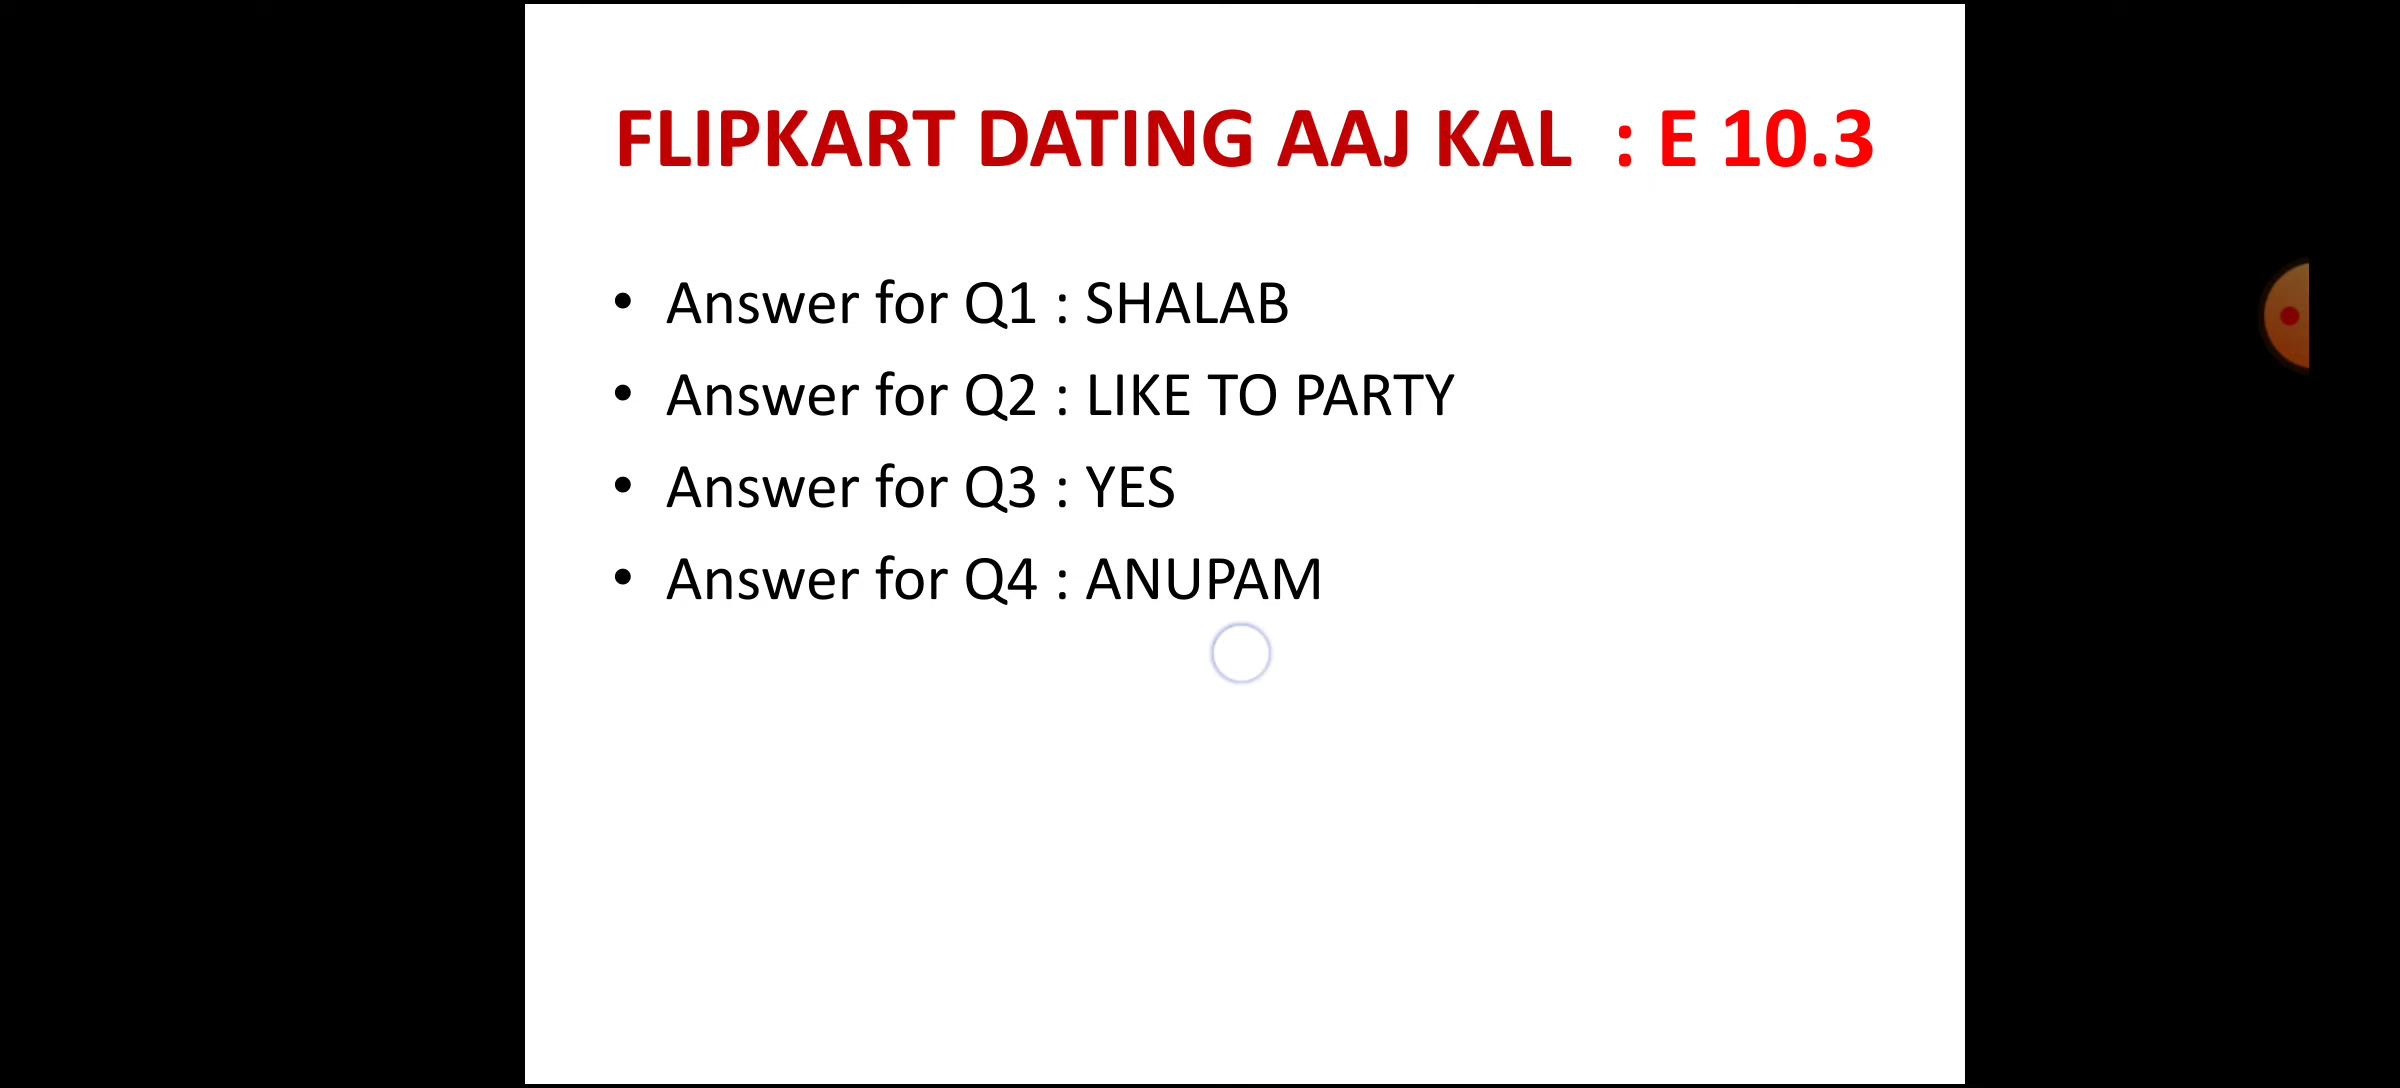 FLIPKART DATING AAJ KAL : E 10.3
• Answer for Q1 : SHALAB
• Answer for Q2 : LIKE TO PARTY
• Answer for Q3 : YES
• Answer for Q4 : ANUPAM